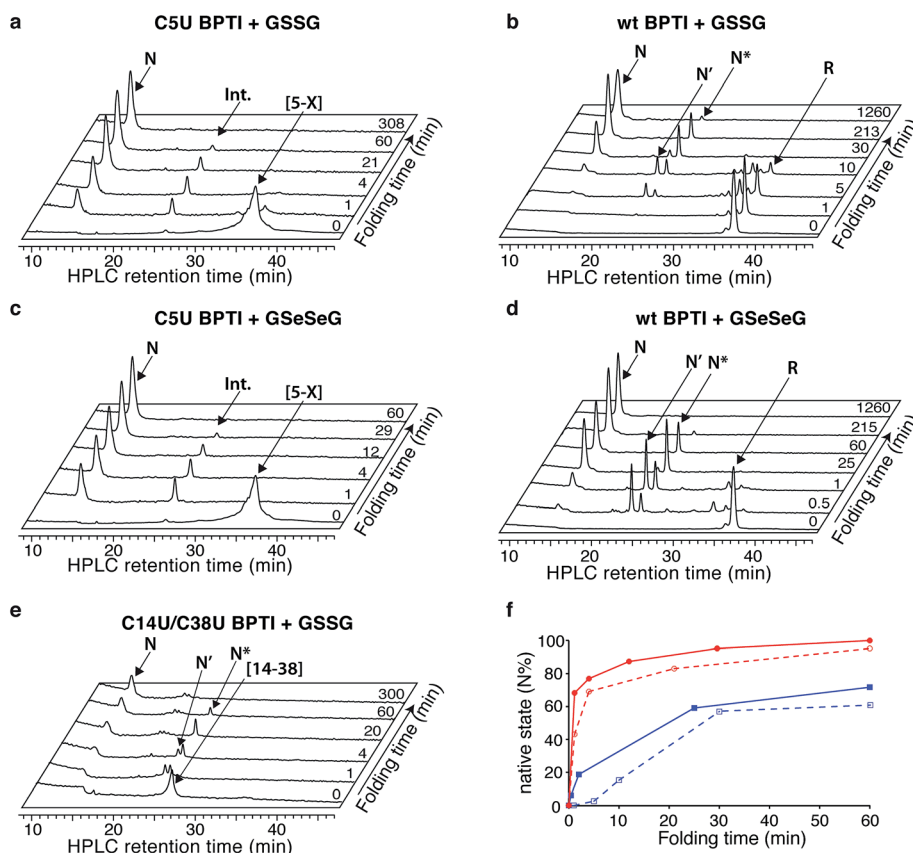 a
C5U BPTI + GSSG
N
Int.
[5-X]
308
60
21
4
1
0
Folding time (min)
10 20 30 40
HPLC retention time (min)
b
wt BPTI + GSSG
N
N′
N*
R
1260
213
30
10
5
1
0
Folding time (min)
10 20 30 40
HPLC retention time (min)
c
C5U BPTI + GSeSeG
N
Int.
[5-X]
60
29
12
4
1
0
Folding time (min)
10 20 30 40
HPLC retention time (min)
d
wt BPTI + GSeSeG
N
N′
N*
R
1260
215
60
25
1
0.5
0
Folding time (min)
10 20 30 40
HPLC retention time (min)
e
C14U/C38U BPTI + GSSG
N
N′
N*
[14-38]
300
60
20
4
1
0
Folding time (min)
10 20 30 40
HPLC retention time (min)
f
native state (N%)
100
80
60
40
20
0
0 10 20 30 40 50 60
Folding time (min)